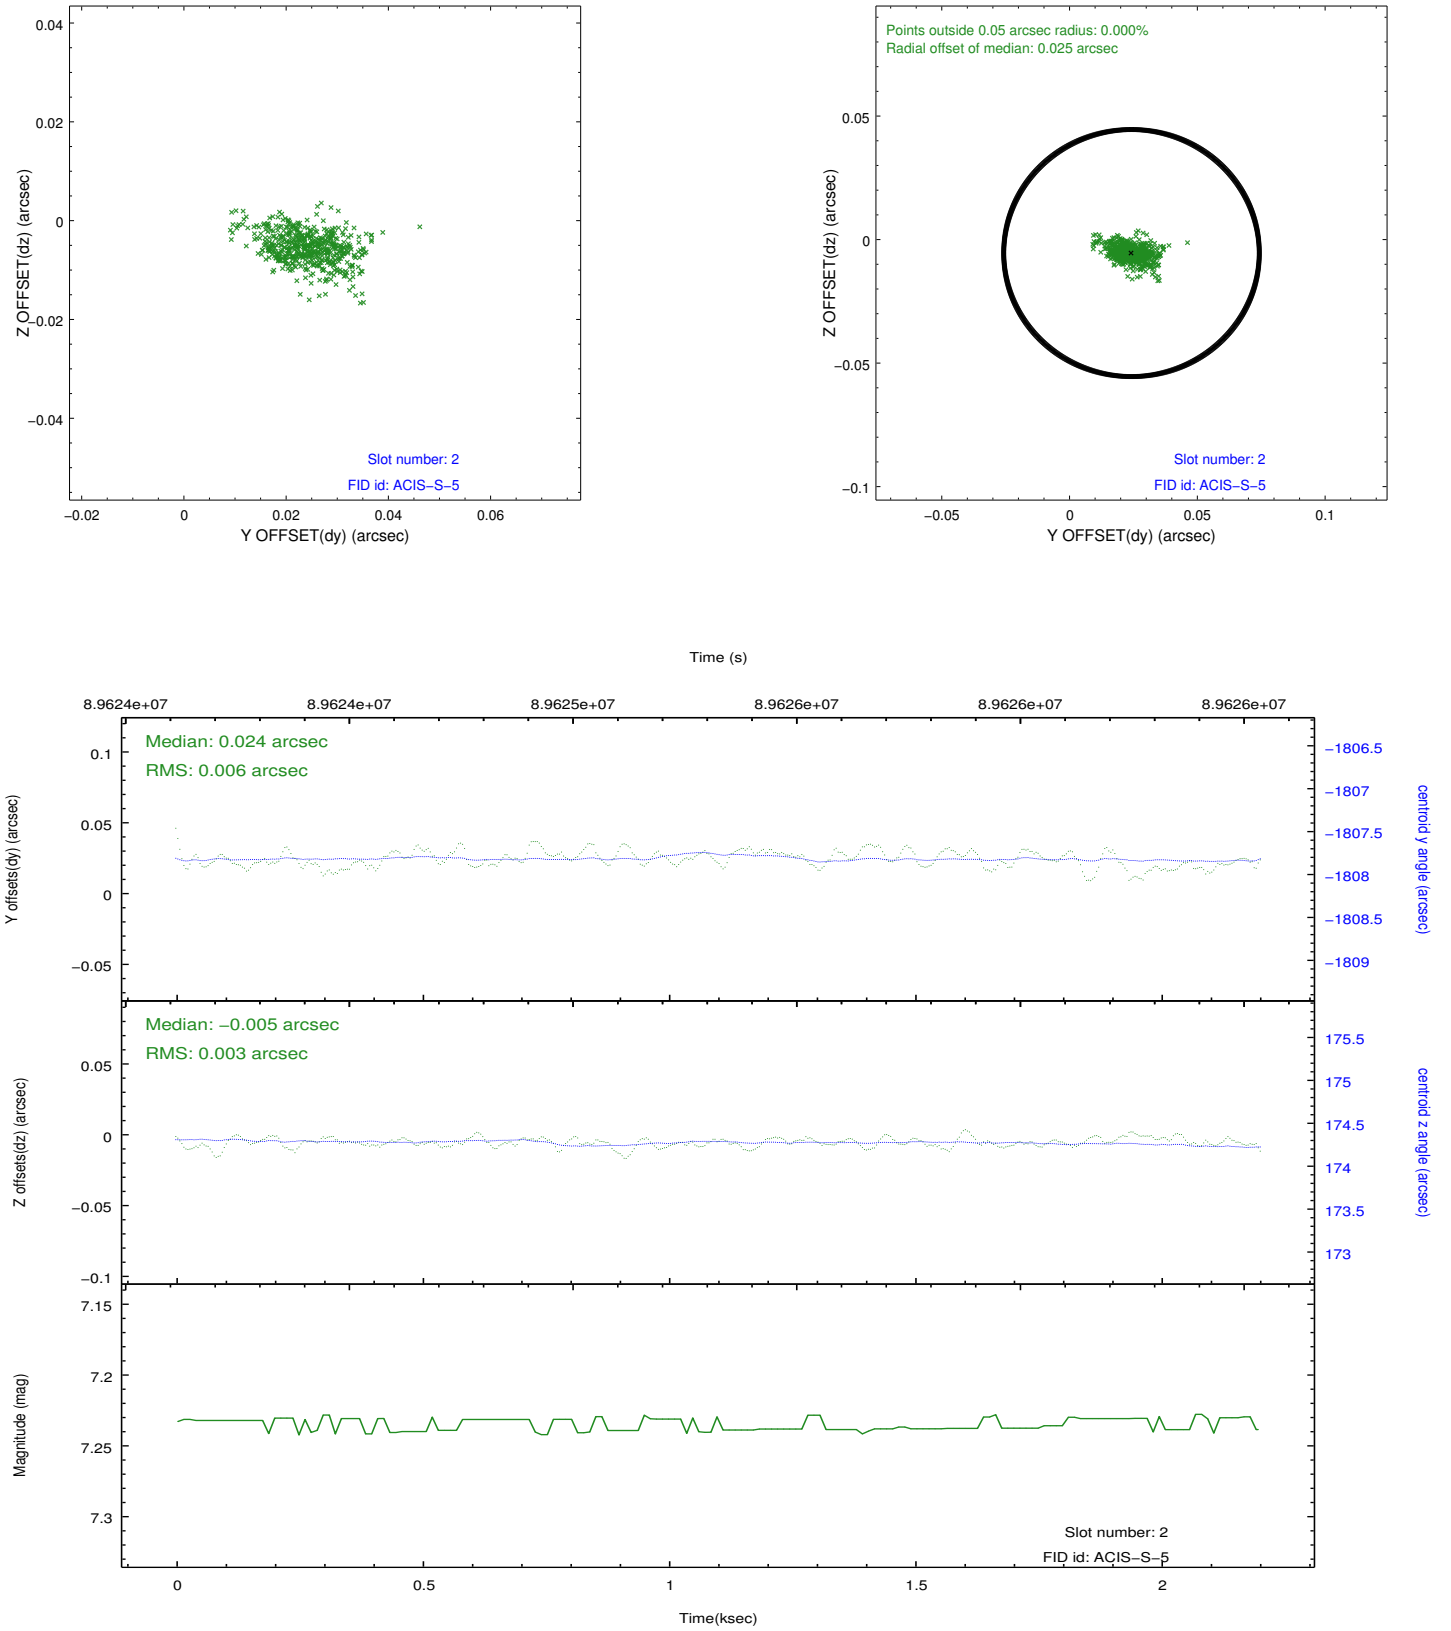 0.04
0.02
0
−0.02
−0.04
Z OFFSET(dz) (arcsec)
Slot number: 2
FID id: ACIS−S−5
−0.02 0 0.02 0.04 0.06
Y OFFSET(dy) (arcsec)
Points outside 0.05 arcsec radius: 0.000%
Radial offset of median: 0.025 arcsec
0.05
0
−0.05
−0.1
Z OFFSET(dz) (arcsec)
Slot number: 2
FID id: ACIS−S−5
−0.05 0 0.05 0.1
Y OFFSET(dy) (arcsec)
Time (s)
8.9624e+07 8.9624e+07 8.9625e+07 8.9626e+07 8.9626e+07 8.9626e+07
Median: 0.024 arcsec
RMS: 0.006 arcsec
0.1
0.05
0
−0.05
Y offsets(dy) (arcsec)
−1806.5
−1807
−1807.5
−1808
−1808.5
−1809
centroid y angle (arcsec)
Median: −0.005 arcsec
RMS: 0.003 arcsec
0.05
0
−0.05
−0.1
Z offsets(dz) (arcsec)
175.5
175
174.5
174
173.5
173
centroid z angle (arcsec)
7.15
7.2
7.25
7.3
Magnitude (mag)
Slot number: 2
FID id: ACIS−S−5
0 0.5 1 1.5 2
Time(ksec)